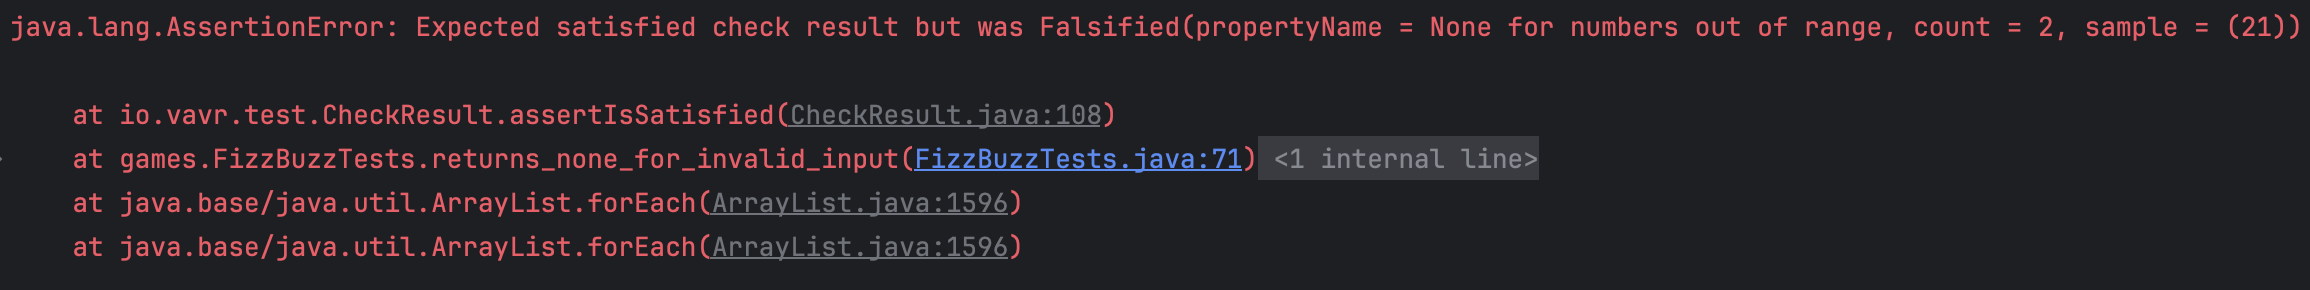 java.lang.AssertionError: Expected satisfied check result but was Falsified(propertyName = None for numbers out of range, count = 2, sample = (21))
at io.vavr.test.CheckResult.assertIsSatisfied(CheckResult.java:108)
at games.FizzBuzzTests.returns_none_for_invalid_input(FizzBuzzTests.java:71) <1 internal line>
at java.base/java.util.ArrayList.forEach(ArrayList.java:1596)
at java.base/java.util.ArrayList.forEach(ArrayList.java:1596)